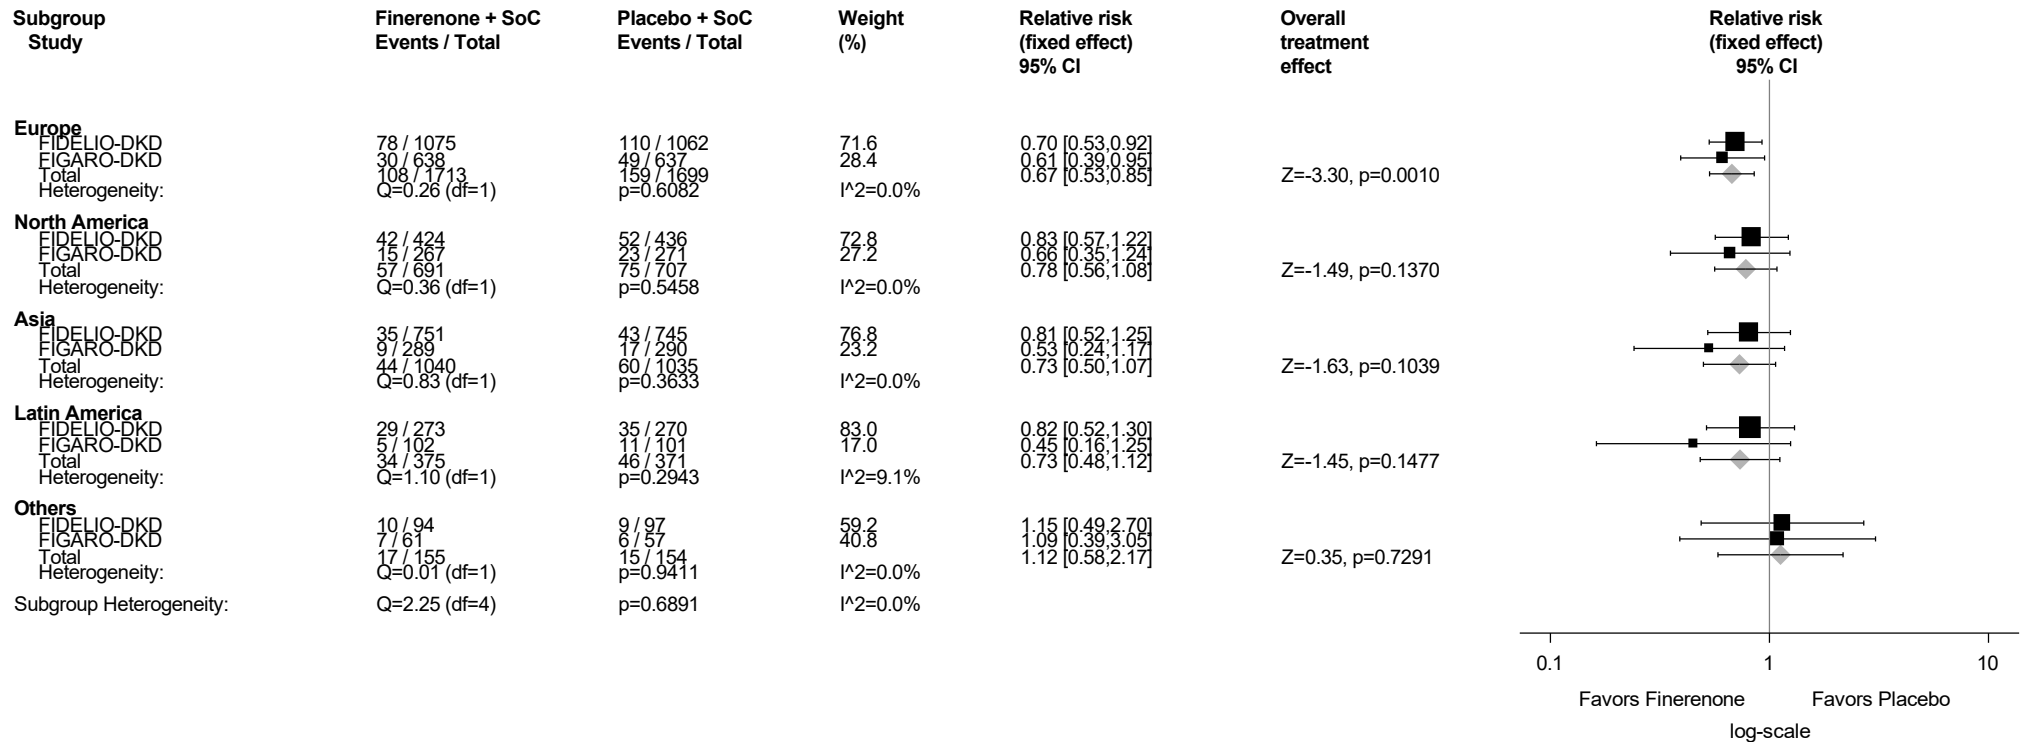 Subgroup Finerenone + SoC Placebo + SoC Weight Relative risk Overall Relative risk
Study Events / Total Events / Total (%) (fixed effect) treatment (fixed effect)
95% CI effect 95% CI
Europe
FIDELIO-DKD 78 / 1075 110 / 1062 71.6 0.70 [0.53,0.92]
FIGARO-DKD 30 / 638 49 / 637 28.4 0.61 [0.39,0.95]
Total 108 / 1713 159 / 1699 0.67 [0.53,0.85] Z=-3.30, p=0.0010
Heterogeneity: Q=0.26 (df=1) p=0.6082 I^2=0.0%
North America
FIDELIO-DKD 42 / 424 52 / 436 72.8 0.83 [0.57,1.22]
FIGARO-DKD 15 / 267 23 / 271 27.2 0.66 [0.35,1.24]
Total 57 / 691 75 / 707 0.78 [0.56,1.08] Z=-1.49, p=0.1370
Heterogeneity: Q=0.36 (df=1) p=0.5458 I^2=0.0%
Asia
FIDELIO-DKD 35 / 751 43 / 745 76.8 0.81 [0.52,1.25]
FIGARO-DKD 9 / 289 17 / 290 23.2 0.53 [0.24,1.17]
Total 44 / 1040 60 / 1035 0.73 [0.50,1.07] Z=-1.63, p=0.1039
Heterogeneity: Q=0.83 (df=1) p=0.3633 I^2=0.0%
Latin America
FIDELIO-DKD 29 / 273 35 / 270 83.0 0.82 [0.52,1.30]
FIGARO-DKD 5 / 102 11 / 101 17.0 0.45 [0.16,1.25]
Total 34 / 375 46 / 371 0.73 [0.48,1.12] Z=-1.45, p=0.1477
Heterogeneity: Q=1.10 (df=1) p=0.2943 I^2=9.1%
Others
FIDELIO-DKD 10 / 94 9 / 97 59.2 1.15 [0.49,2.70]
FIGARO-DKD 7 / 61 6 / 57 40.8 1.09 [0.39,3.05]
Total 17 / 155 15 / 154 1.12 [0.58,2.17] Z=0.35, p=0.7291
Heterogeneity: Q=0.01 (df=1) p=0.9411 I^2=0.0%
Subgroup Heterogeneity: Q=2.25 (df=4) p=0.6891 I^2=0.0%
0.1 1 10
Favors Finerenone Favors Placebo
log-scale